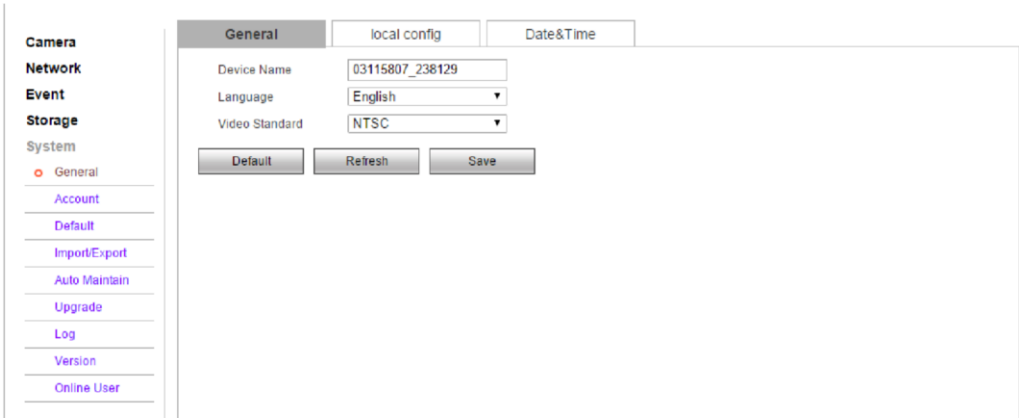 Camera
Network
Event
Storage
System
General
Account
Default
Import/Export
Auto Maintain
Upgrade
Log
Version
Online User
General local config Date&Time
Device Name 03115807_238129
Language English
Video Standard NTSC
Default Refresh Save